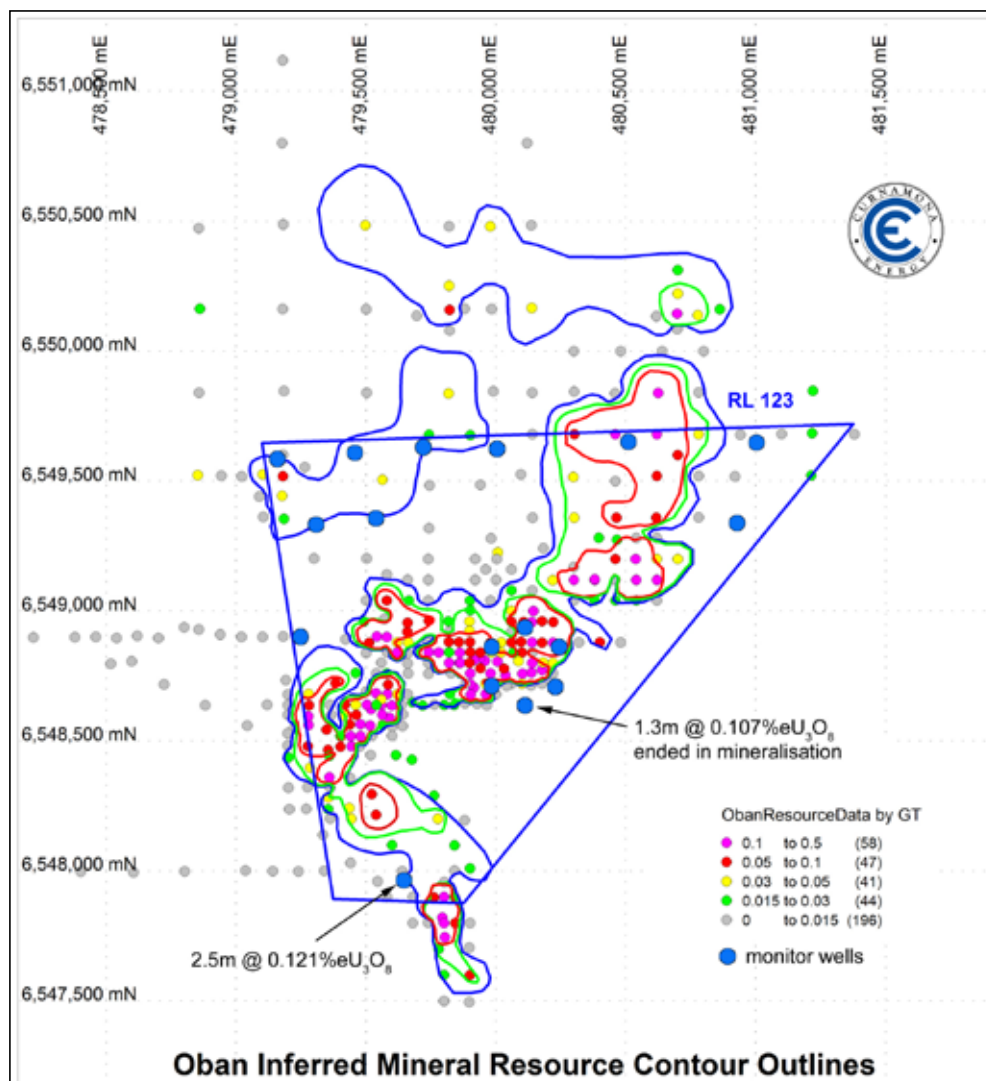 478,500 mE
479,000 mE
479,500 mE
480,000 mE
480,500 mE
481,000 mE
481,500 mE
6,551,000 mN
6,550,500 mN
CURNAMONA
ENERGY
6,550,000 mN
RL 123
6,549,500 mN
6,549,000 mN
6,548,500 mN
1.3m @ 0.107%eU₃O₈
ended in mineralisation
ObanResourceData by GT
0.1 to 0.5 (58)
0.05 to 0.1 (47)
0.03 to 0.05 (41)
0.015 to 0.03 (44)
0 to 0.015 (196)
monitor wells
6,548,000 mN
2.5m @ 0.121%eU₃O₈
6,547,500 mN
Oban Inferred Mineral Resource Contour Outlines